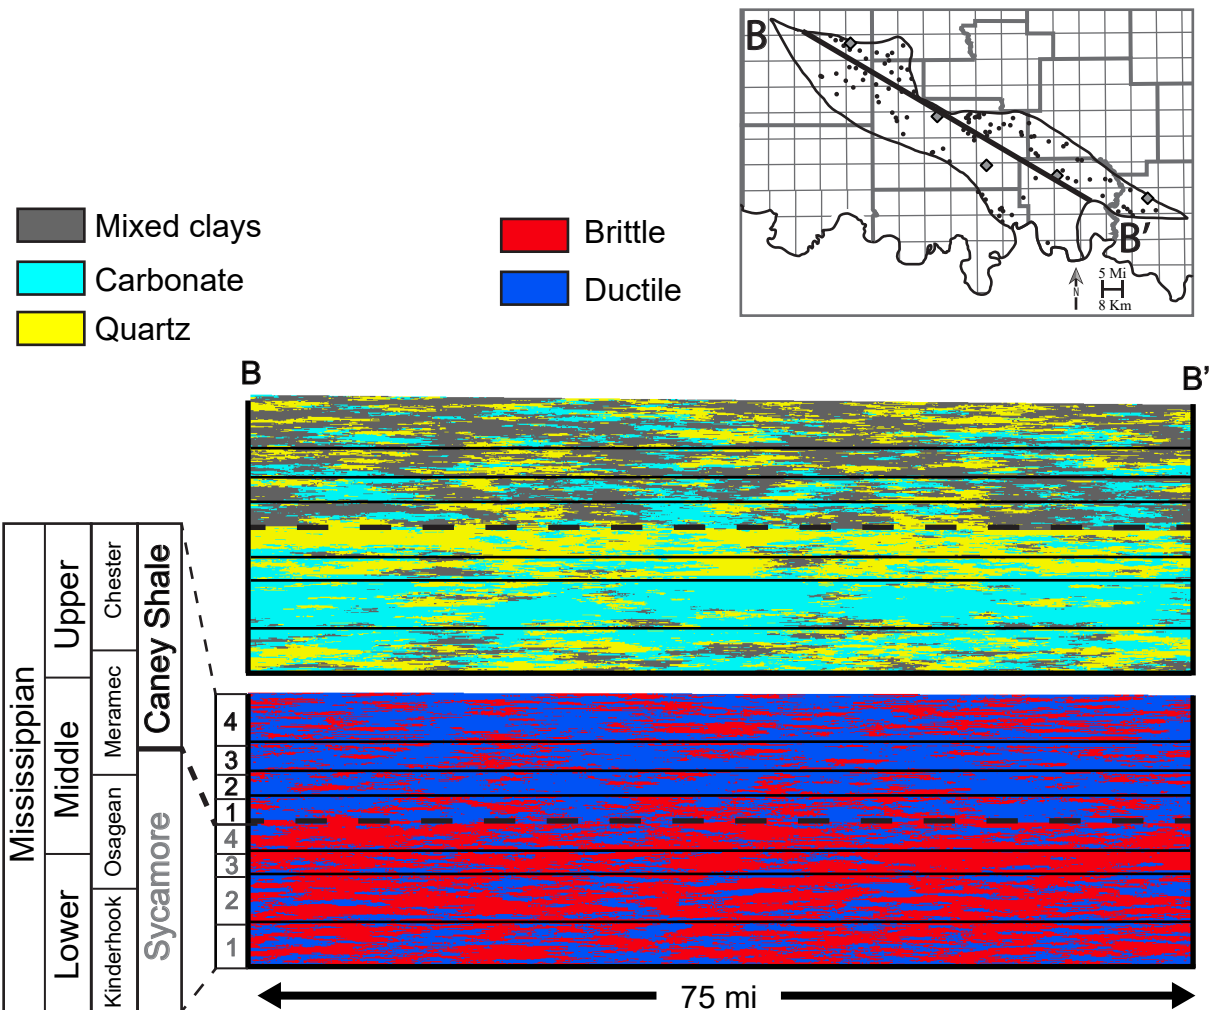 B
B'
N
5 Mi
8 Km
Mixed clays
Carbonate
Quartz
Brittle
Ductile
B
B’
Mississippian
Upper
Middle
Lower
Chester
Meramec
Osagean
Kinderhook
Caney Shale
Sycamore
4
3
2
1
4
3
2
1
75 mi